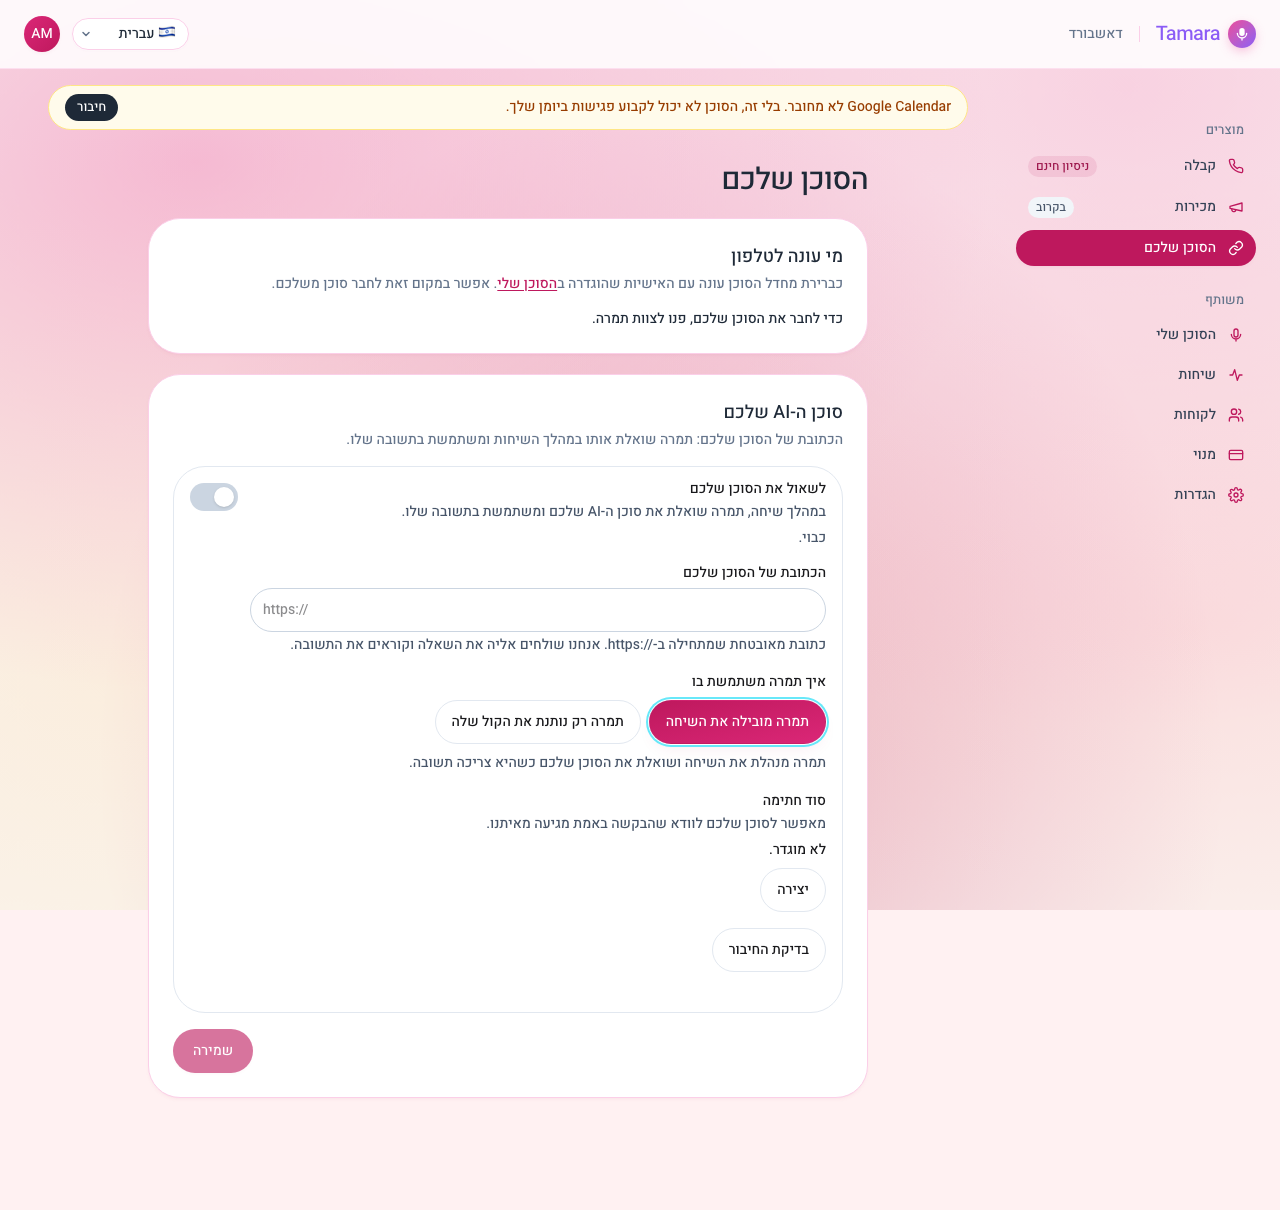 Tamara
דאשבורד
עברית
AM
Google Calendar לא מחובר. בלי זה, הסוכן לא יכול לקבוע פגישות ביומן שלך.
חיבור
מוצרים
קבלה
ניסיון חינם
מכירות
בקרוב
הסוכן שלכם
משותף
הסוכן שלי
שיחות
לקוחות
מנוי
הגדרות
הסוכן שלכם
מי עונה לטלפון
כברירת מחדל הסוכן עונה עם האישיות שהוגדרה בהסוכן שלי. אפשר במקום זאת לחבר סוכן משלכם.
כדי לחבר את הסוכן שלכם, פנו לצוות תמרה.
סוכן ה-AI שלכם
הכתובת של הסוכן שלכם: תמרה שואלת אותו במהלך השיחות ומשתמשת בתשובה שלו.
לשאול את הסוכן שלכם
במהלך שיחה, תמרה שואלת את סוכן ה-AI שלכם ומשתמשת בתשובה שלו.
כבוי.
הכתובת של הסוכן שלכם
https://
כתובת מאובטחת שמתחילה ב-https://. אנחנו שולחים אליה את השאלה וקוראים את התשובה.
איך תמרה משתמשת בו
תמרה מובילה את השיחה
תמרה רק נותנת את הקול שלה
תמרה מנהלת את השיחה ושואלת את הסוכן שלכם כשהיא צריכה תשובה.
סוד חתימה
מאפשר לסוכן שלכם לוודא שהבקשה באמת מגיעה מאיתנו.
לא מוגדר.
יצירה
בדיקת החיבור
שמירה